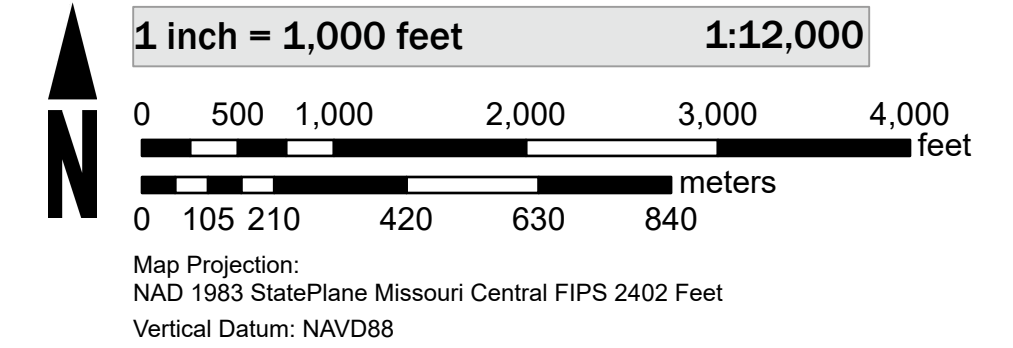 1 inch = 1,000 feet 1:12,000
0 500 1,000 2,000 3,000 4,000
feet
meters
0 105 210 420 630 840
N
Map Projection:
NAD 1983 StatePlane Missouri Central FIPS 2402 Feet
Vertical Datum: NAVD88